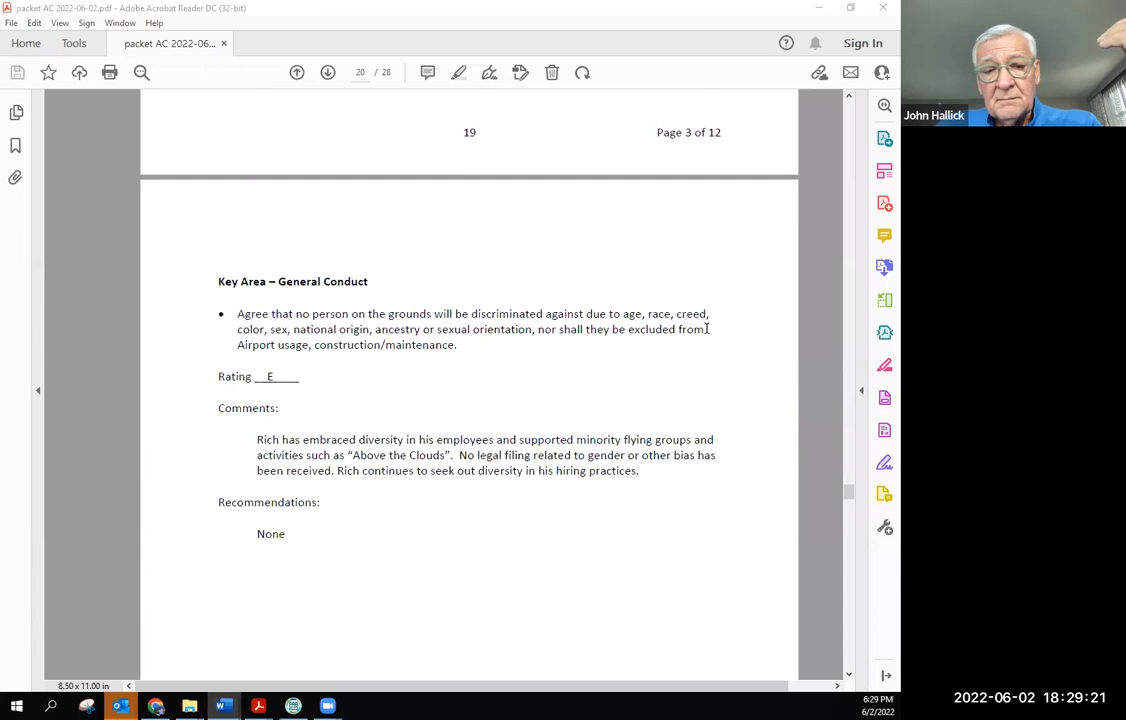 packet AC 2022-06-02.pdf - Adobe Acrobat Reader DC (32-bit)
File Edit View Sign Window Help
Home Tools packet AC 2022-06... × Sign In
20 / 28
John Hallick
19 Page 3 of 12
Key Area – General Conduct
• Agree that no person on the grounds will be discriminated against due to age, race, creed,
color, sex, national origin, ancestry or sexual orientation, nor shall they be excluded from
Airport usage, construction/maintenance.
Rating __E____
Comments:
Rich has embraced diversity in his employees and supported minority flying groups and
activities such as “Above the Clouds”. No legal filing related to gender or other bias has
been received. Rich continues to seek out diversity in his hiring practices.
Recommendations:
None
8.50 x 11.00 in
6:29 PM
6/2/2022
2022-06-02 18:29:21